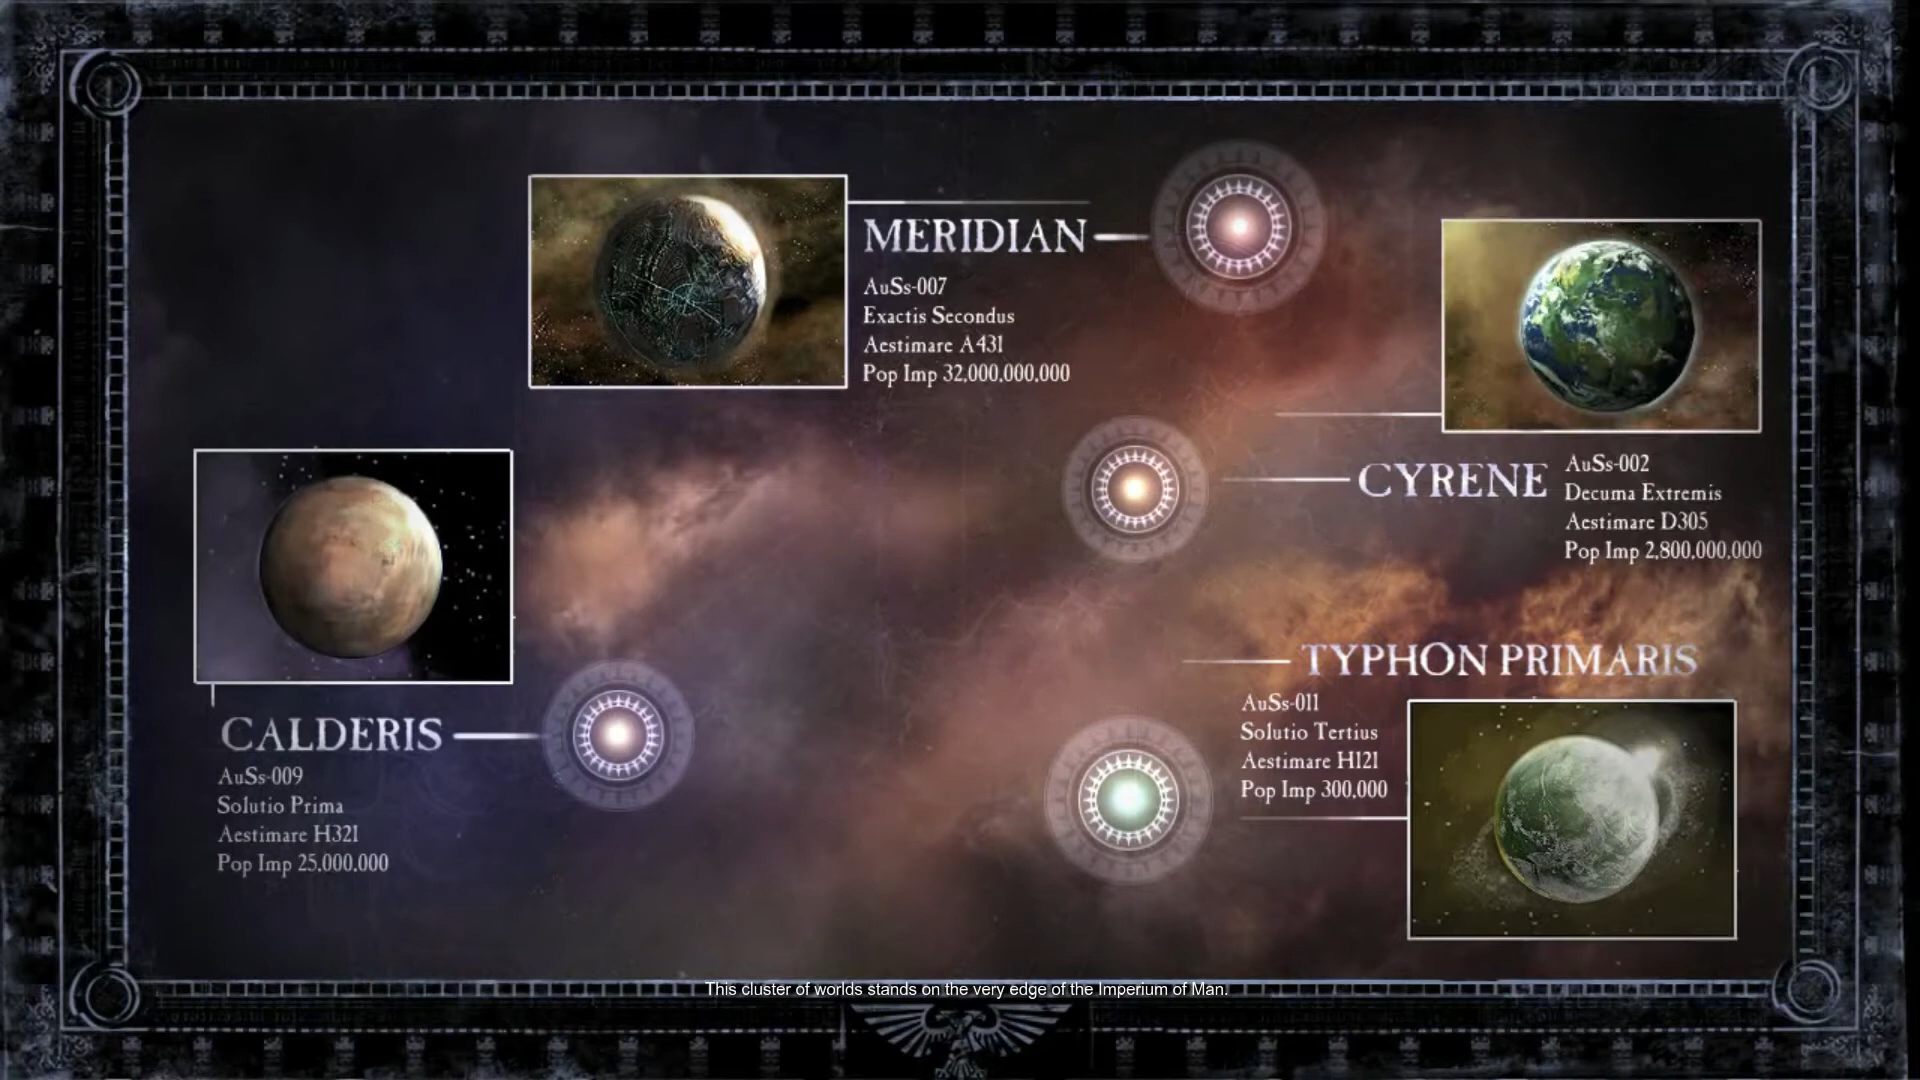 MERIDIAN
AuSs-007
Exactis Secondus
Aestimare A431
Pop Imp 32,000,000,000
CYRENE
AuSs-002
Decuma Extremis
Aestimare D305
Pop Imp 2,800,000,000
CALDERIS
AuSs-009
Solutio Prima
Aestimare H321
Pop Imp 25,000,000
TYPHON PRIMARIS
AuSs-011
Solutio Tertius
Aestimare H121
Pop Imp 300,000
This cluster of worlds stands on the very edge of the Imperium of Man.